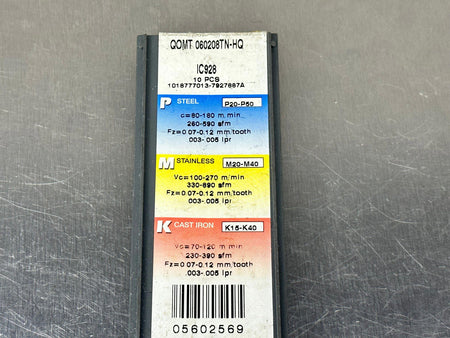 QOMT 060208TN-HQ
IC928
10 PCS
1018777013-7927667A
P STEEL P20-P50
c=80-180 m/min.
260-590 sfm
Fz=0.07-0.12 mm/tooth
.003-.005 ipr
M STAINLESS M20-M40
Vc=100-270 m/min
330-890 sfm
Fz=0.07-0.12 mm/tooth
.003-.005 ipr
K CAST IRON K15-K40
Vc=70-120 m/min
230-390 sfm
Fz=0.07-0.12 mm/tooth
.003-.005 ipr
05602569